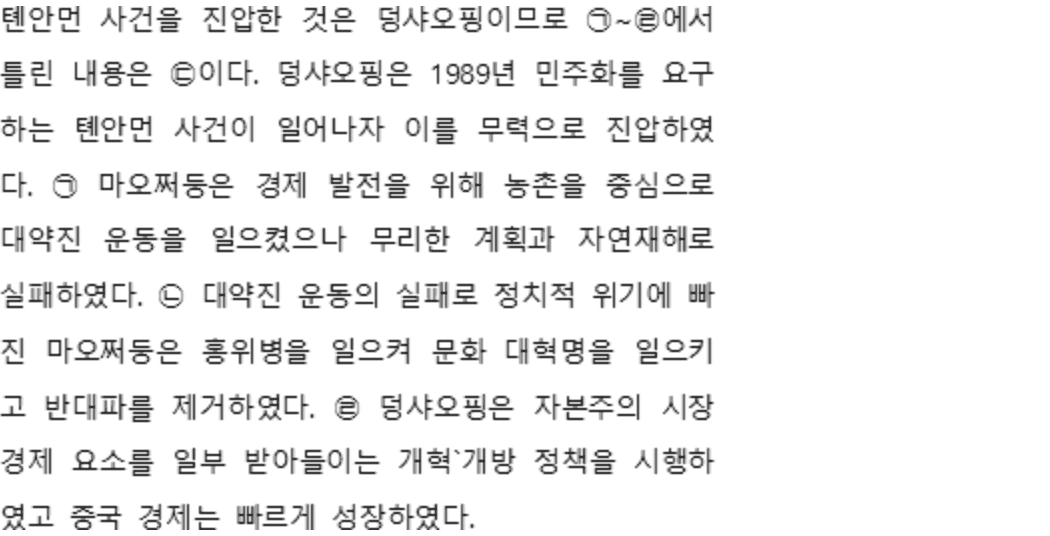 톈안먼 사건을 진압한 것은 덩샤오핑이므로 ㉠~㉣에서
틀린 내용은 ㉢이다. 덩샤오핑은 1989년 민주화를 요구
하는 톈안먼 사건이 일어나자 이를 무력으로 진압하였
다. ㉠ 마오쩌둥은 경제 발전을 위해 농촌을 중심으로
대약진 운동을 일으켰으나 무리한 계획과 자연재해로
실패하였다. ㉡ 대약진 운동의 실패로 정치적 위기에 빠
진 마오쩌둥은 홍위병을 일으켜 문화 대혁명을 일으키
고 반대파를 제거하였다. ㉣ 덩샤오핑은 자본주의 시장
경제 요소를 일부 받아들이는 개혁`개방 정책을 시행하
였고 중국 경제는 빠르게 성장하였다.